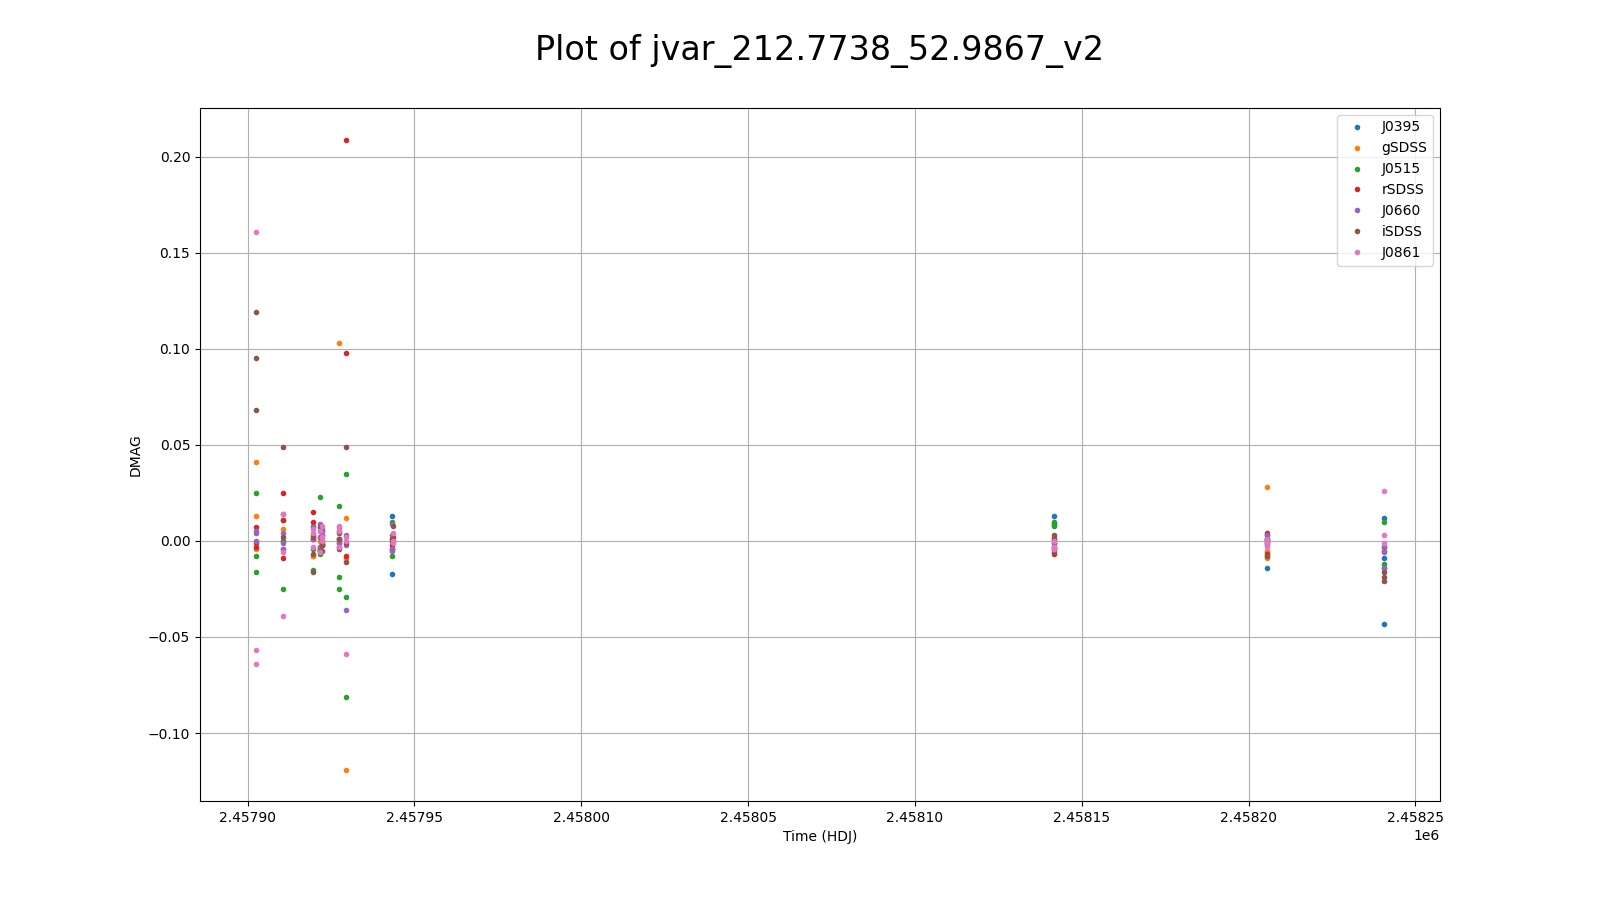 Plot of jvar_212.7738_52.9867_v2
J0395
gSDSS
J0515
rSDSS
J0660
iSDSS
J0861
0.20
0.15
0.10
0.05
0.00
−0.05
−0.10
DMAG
2.45790 2.45795 2.45800 2.45805 2.45810 2.45815 2.45820 2.45825
Time (HDJ)
1e6